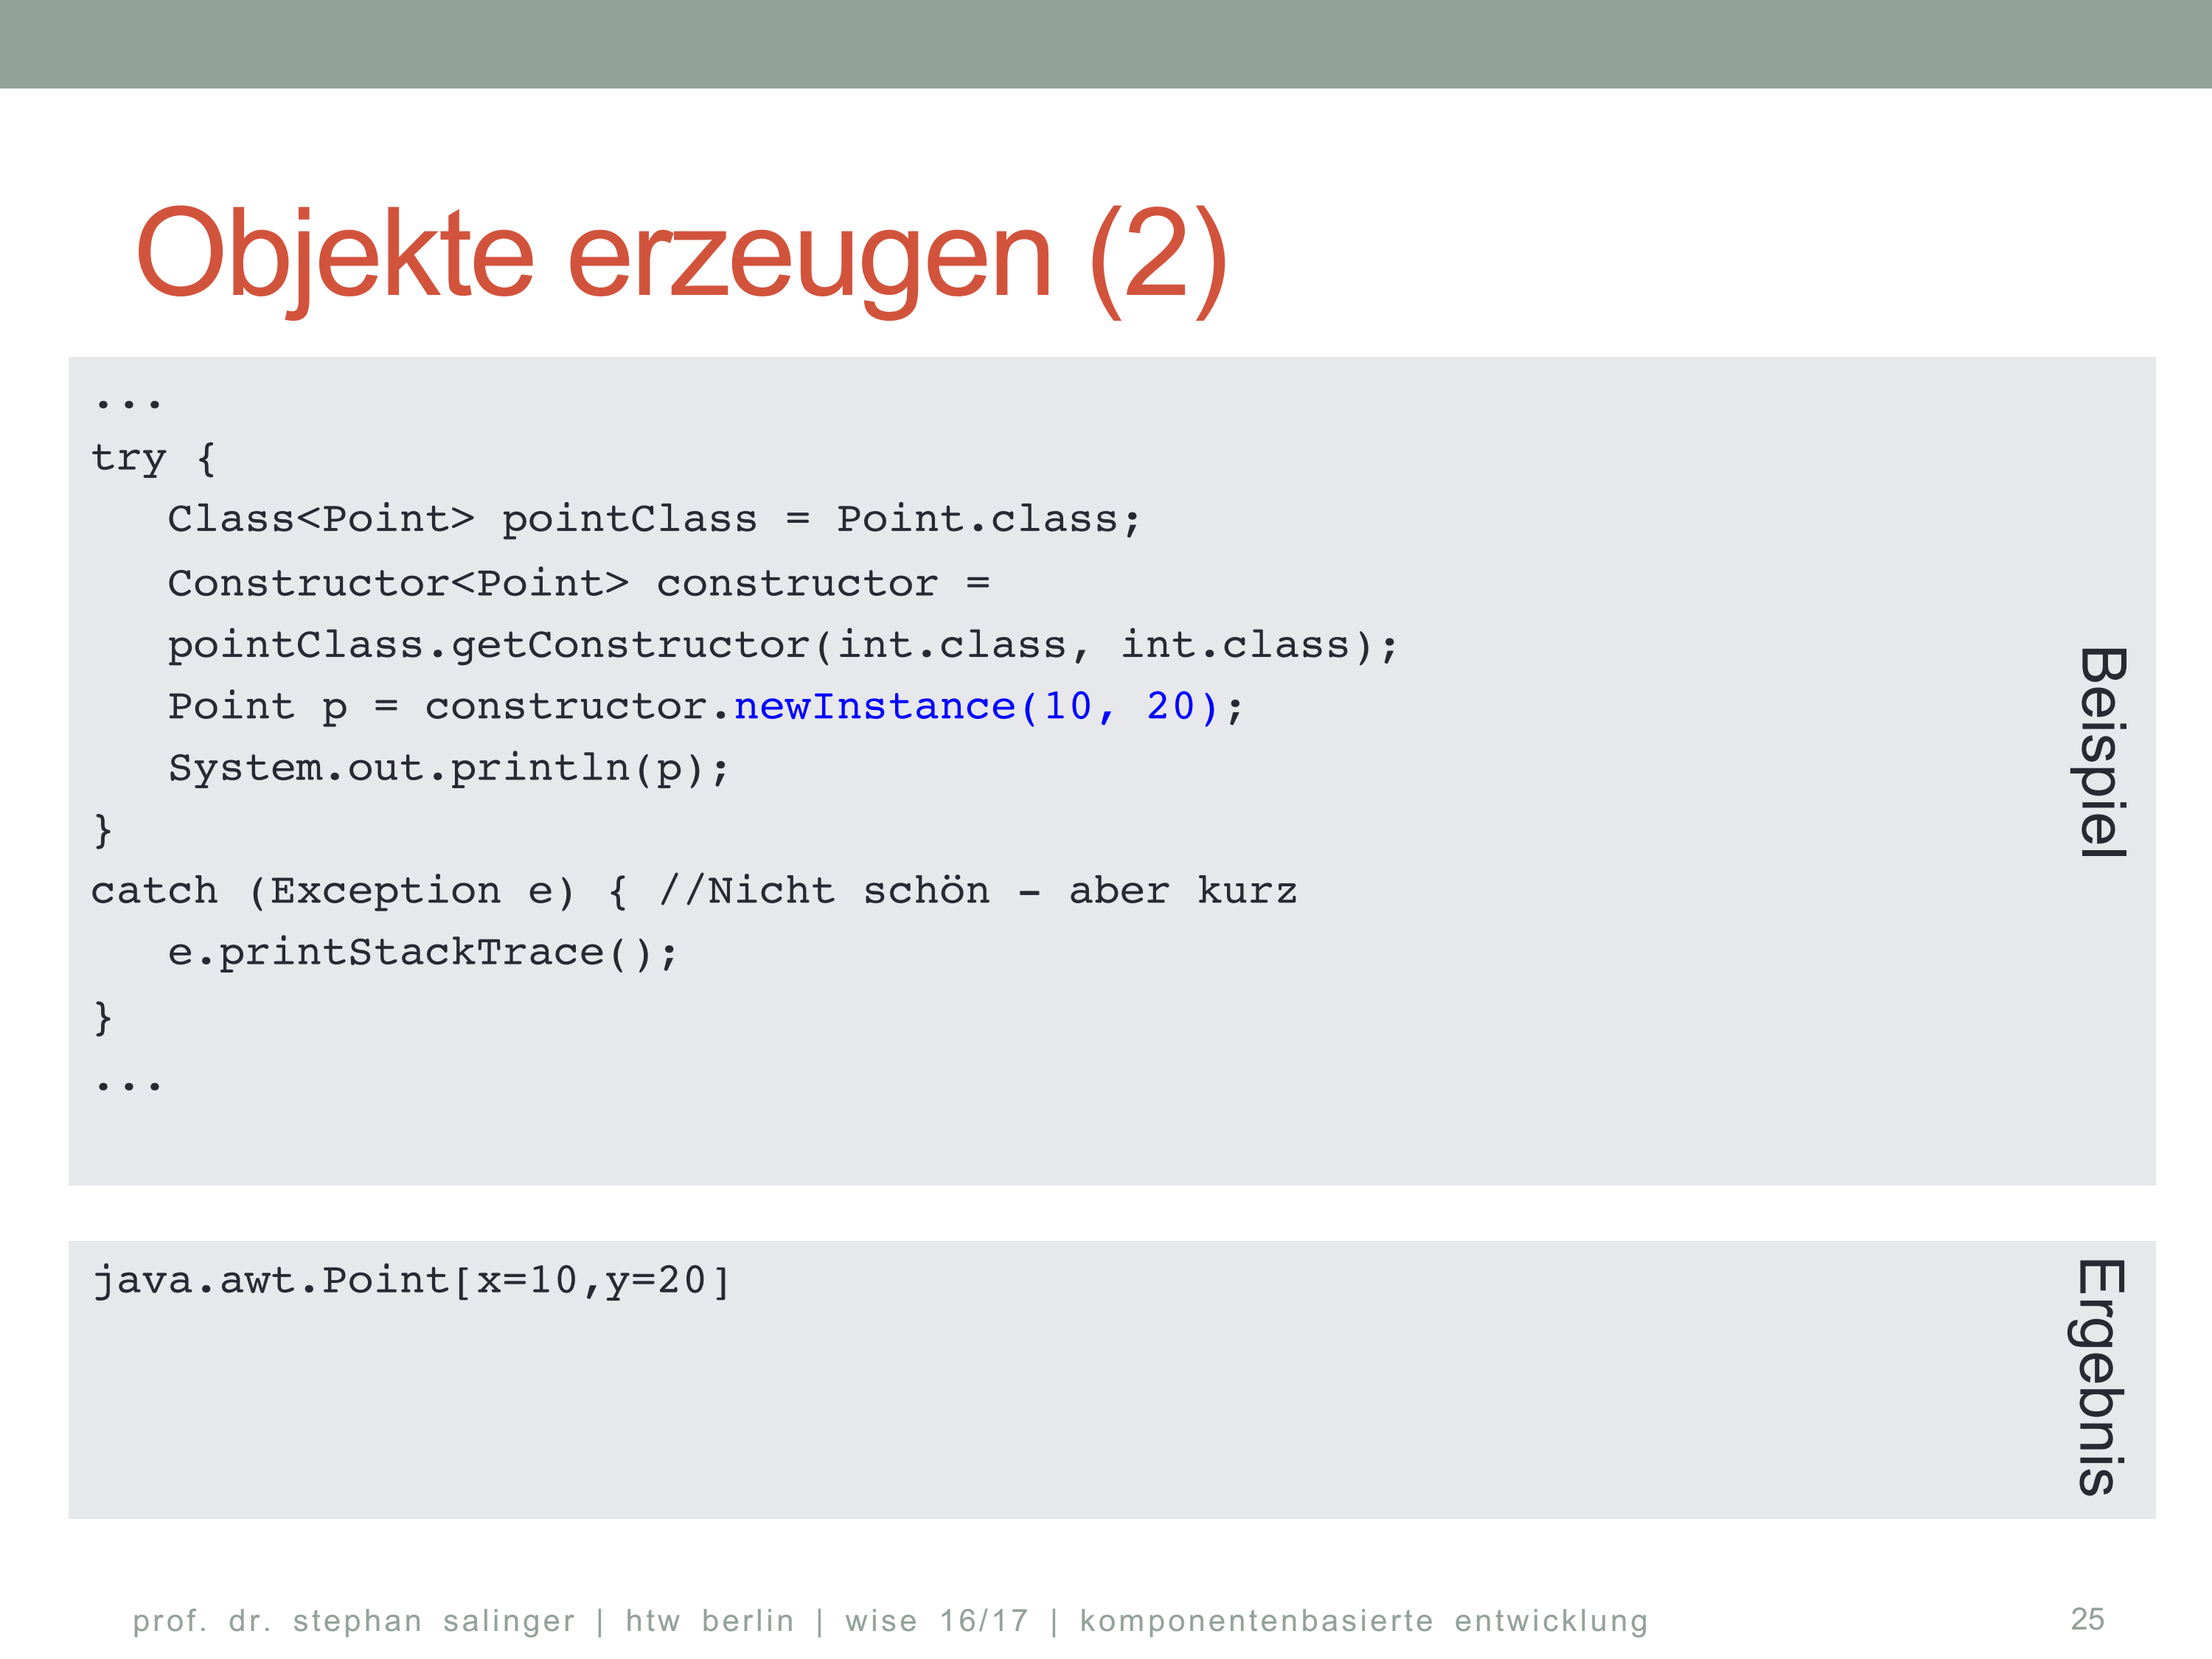 Objekte erzeugen (2)
...
try {
   Class<Point> pointClass = Point.class;
   Constructor<Point> constructor =
   pointClass.getConstructor(int.class, int.class);
   Point p = constructor.newInstance(10, 20);
   System.out.println(p);
}
catch (Exception e) { //Nicht schön – aber kurz
   e.printStackTrace();
}
...
Beispiel
java.awt.Point[x=10,y=20]
Ergebnis
prof. dr. stephan salinger | htw berlin | wise 16/17 | komponentenbasierte entwicklung
25